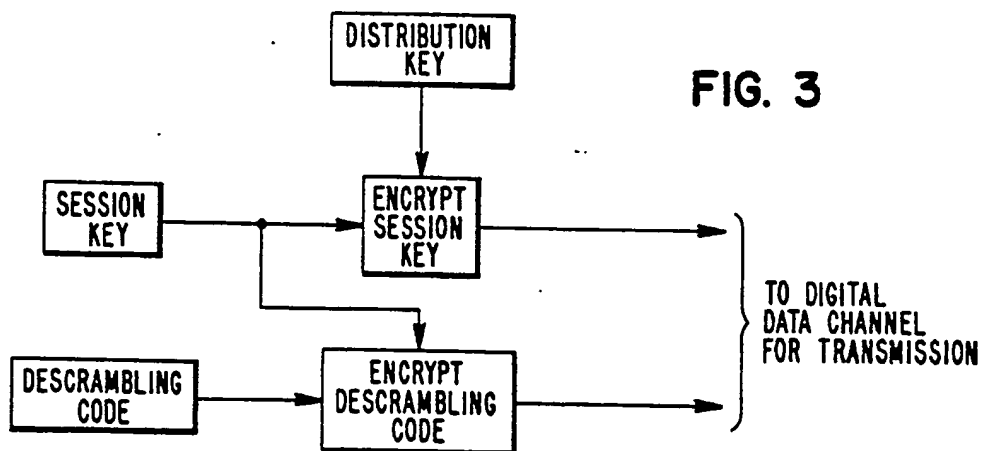 DISTRIBUTION
KEY
FIG. 3
SESSION
KEY
ENCRYPT
SESSION
KEY
TO DIGITAL
DATA CHANNEL
FOR TRANSMISSION
DESCRAMBLING
CODE
ENCRYPT
DESCRAMBLING
CODE